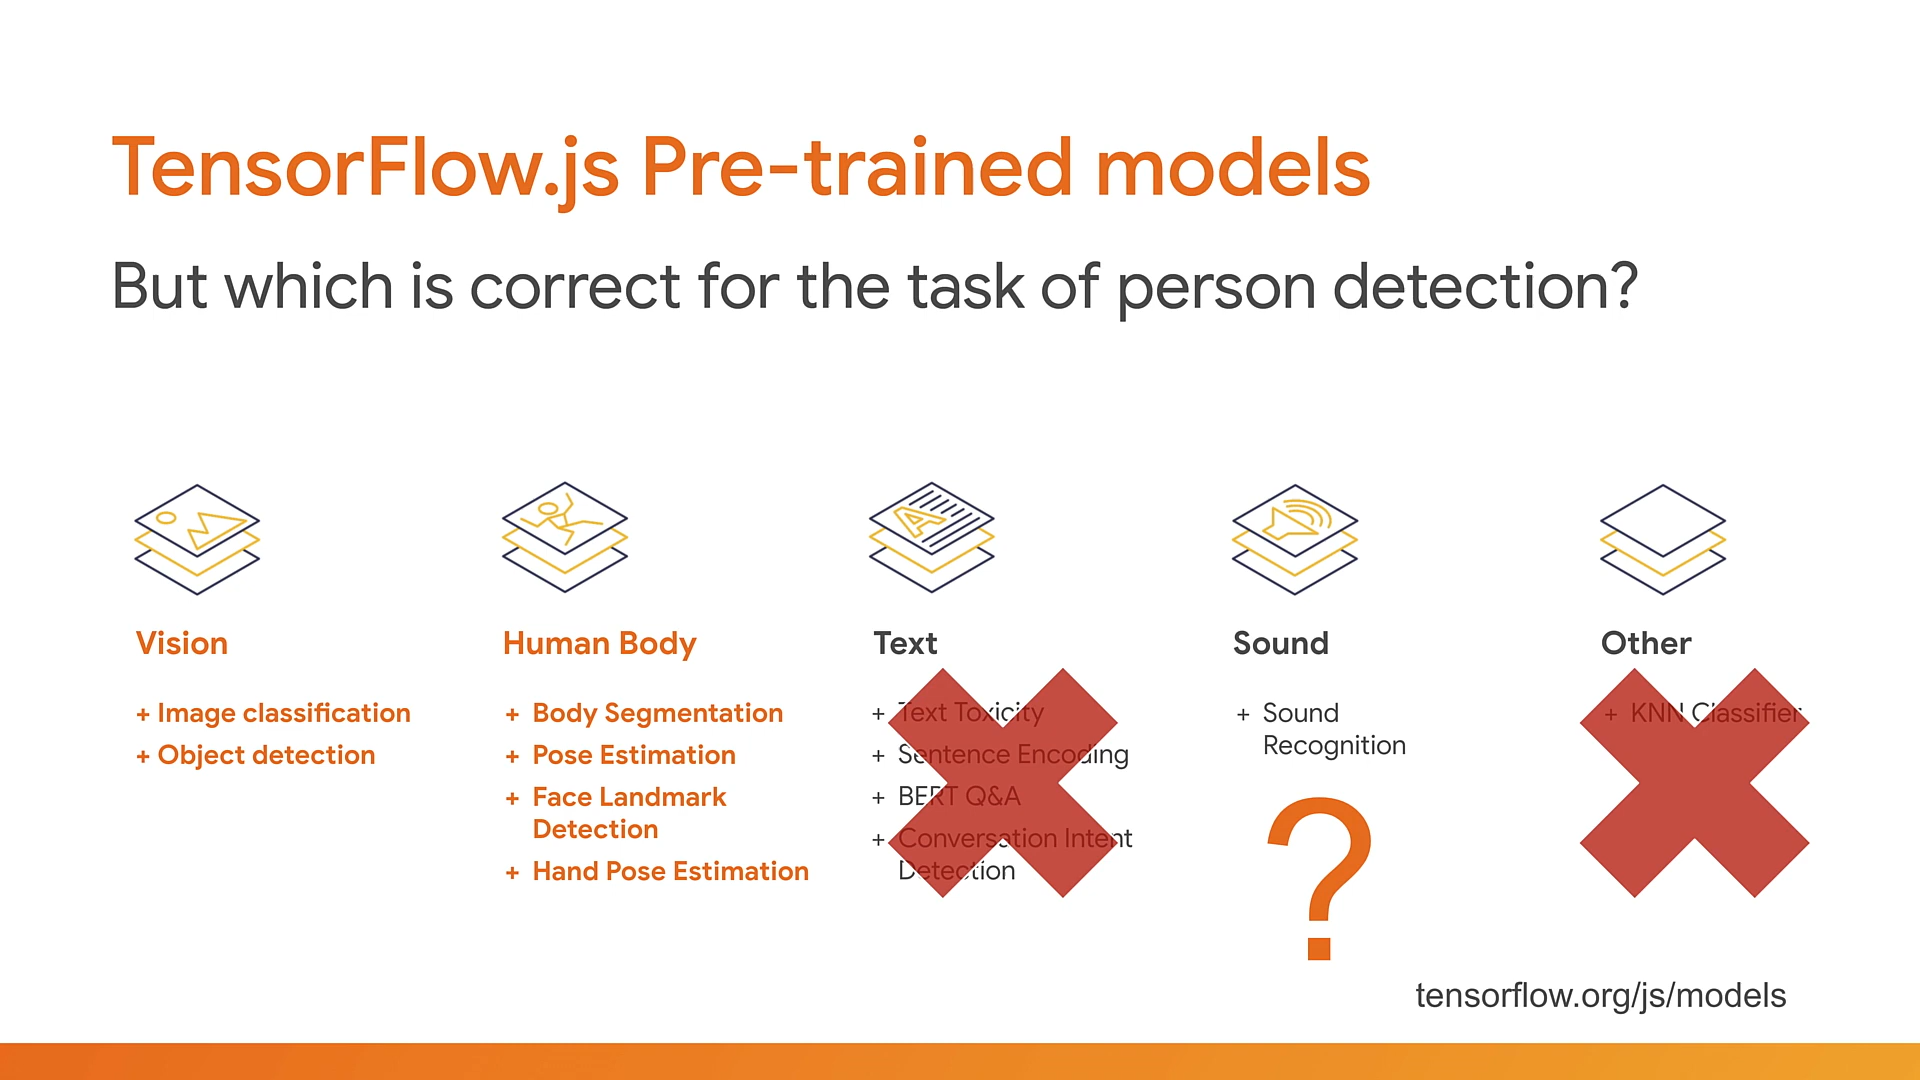 TensorFlow.js Pre-trained models
But which is correct for the task of person detection?
Vision
+ Image classification
+ Object detection
Human Body
+ Body Segmentation
+ Pose Estimation
+ Face Landmark
Detection
+ Hand Pose Estimation
Text
+ Text Toxicity
+ Sentence Encoding
+ BERT Q&A
+ Conversation Intent
Detection
Sound
+ Sound
Recognition
?
Other
+ KNN Classifier
tensorflow.org/js/models